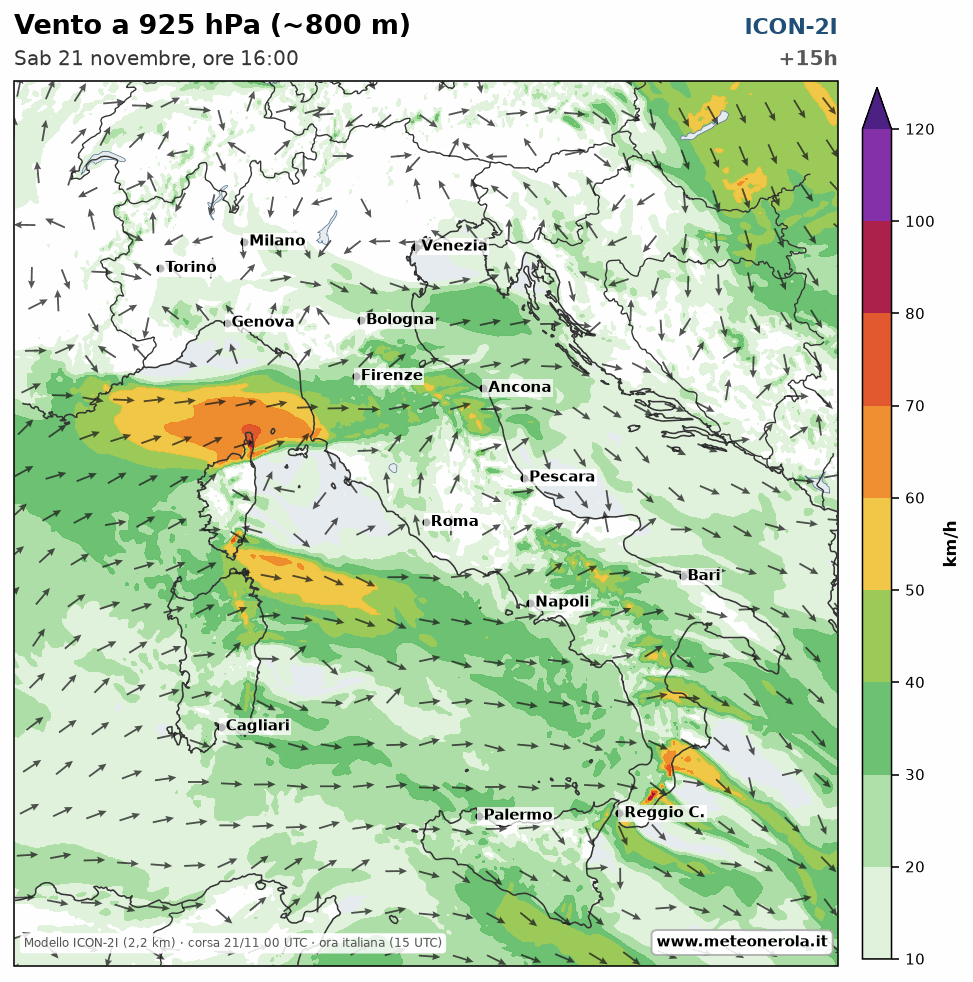 Vento a 925 hPa (~800 m)
ICON-2I
Sab 21 novembre, ore 16:00
+15h
Milano
Venezia
Torino
Genova
Bologna
Firenze
Ancona
Pescara
Roma
Bari
Napoli
Cagliari
Palermo
Reggio C.
120
100
80
70
60
50
40
30
20
10
km/h
Modello ICON-2I (2,2 km) · corsa 21/11 00 UTC · ora italiana (15 UTC)
www.meteonerola.it